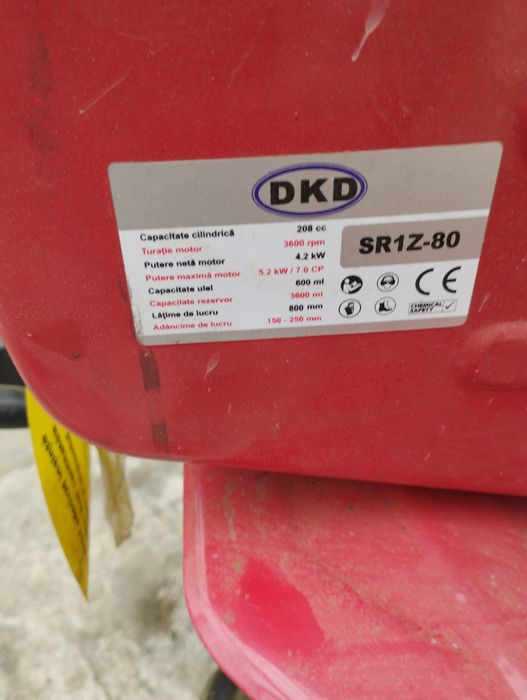 DKD
Capacitate cilindrică 208 cc
Turație motor 3600 rpm
Putere netă motor 4.2 kW
Putere maximă motor 5.2 kW / 7.0 CP
Capacitate ulei 600 ml
Capacitate rezervor 3600 ml
Lățime de lucru 800 mm
Adâncime de lucru 150 - 250 mm
SR1Z-80
CE
CHEMICAL
SAFETY